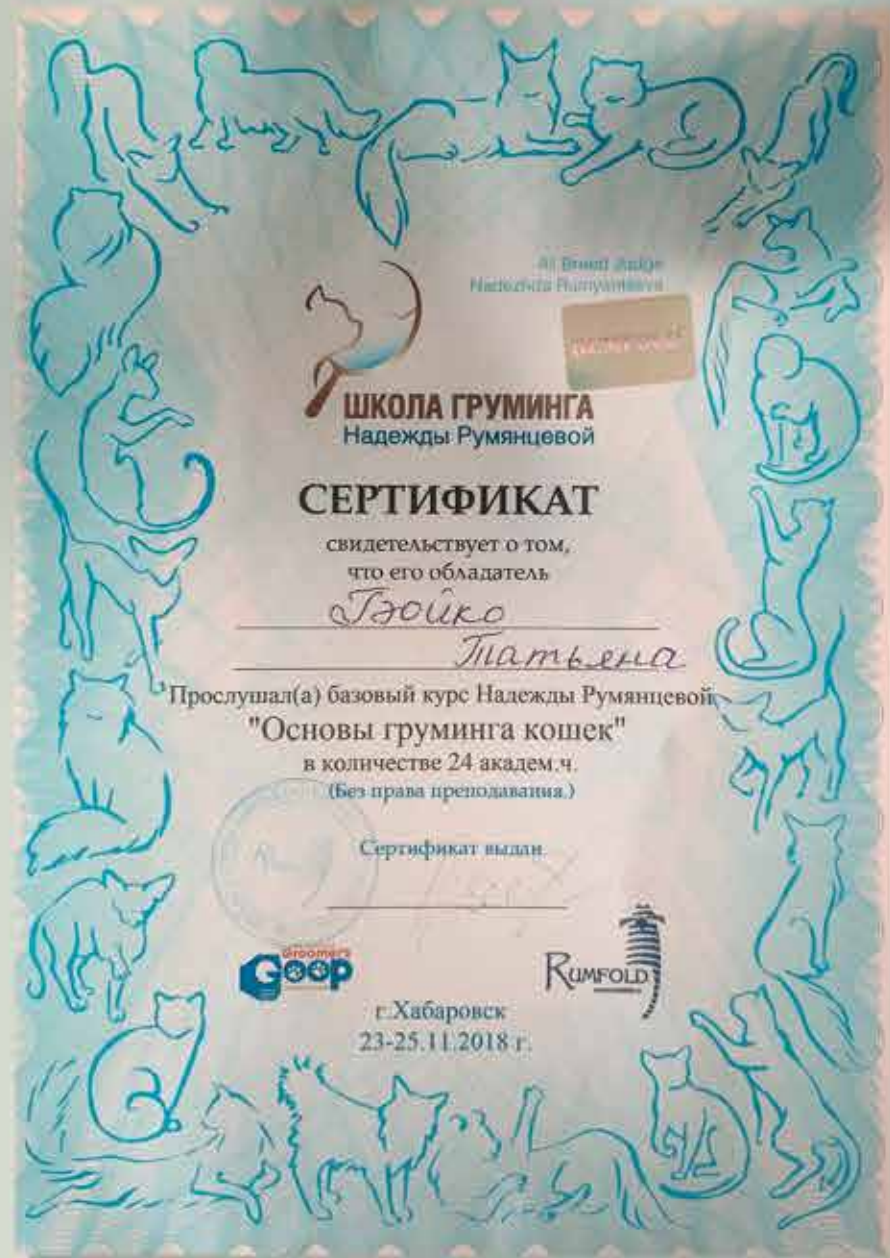 All Breed Judge
Nadezhda Rumyantseva
ШКОЛА ГРУМИНГА
Надежды Румянцевой
СЕРТИФИКАТ
свидетельствует о том,
что его обладатель
Гэойко
Татьяна
Прослушал(а) базовый курс Надежды Румянцевой
"Основы груминга кошек"
в количестве 24 академ.ч.
(Без права преподавания.)
Сертификат выдан
Groomer's
Goop
RUMFOLD
г.Хабаровск
23-25.11.2018 г.